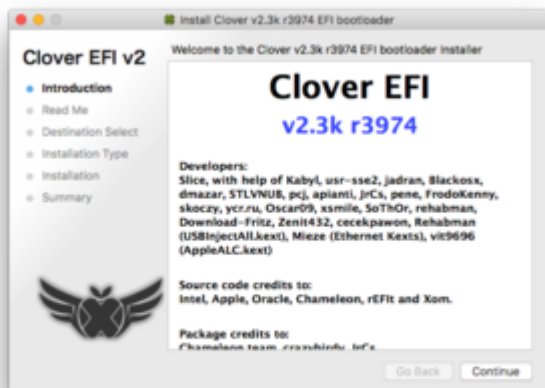 Install Clover v2.3k r3974 EFI bootloader
Clover EFI v2
Welcome to the Clover v2.3k r3974 EFI bootloader Installer
Introduction
Read Me
Destination Select
Installation Type
Installation
Summary
Clover EFI
v2.3k r3974
Developers:
Slice, with help of Kabyl, usr-sse2, jadran, Blackosx,
dmazar, STLVNUB, pcj, apianti, JrCs, pene, FrodoKenny,
skoczy, ycr.ru, Oscar09, xsmile, SoThOr, rehabman,
Download-Fritz, Zenit432, cecekpawon, Rehabman
(USBInjectAll.kext), Mieze (Ethernet Kexts), vit9696
(AppleALC.kext)
Source code credits to:
Intel, Apple, Oracle, Chameleon, rEFIt and Xom.
Package credits to:
Chameleon team, crazybirdy, JrCs
Go Back
Continue